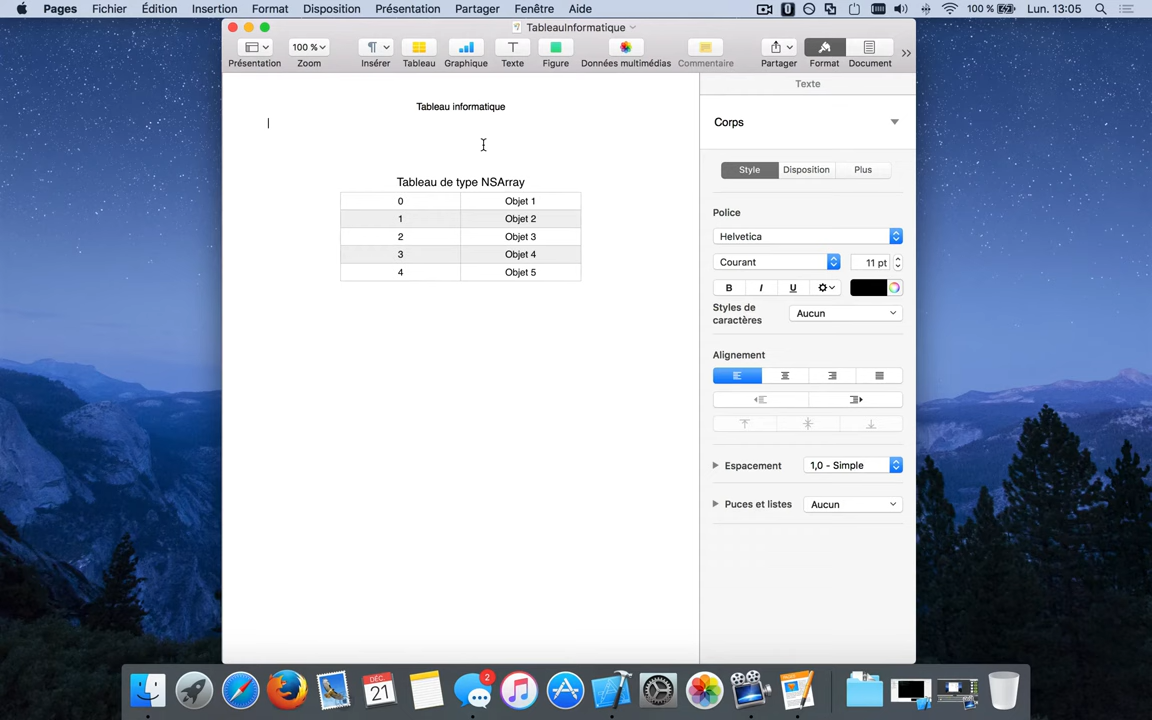 Pages Fichier Édition Insertion Format Disposition Présentation Partager Fenêtre Aide 100 % Lun. 13:05
TableauInformatique
100 %
Présentation Zoom Insérer Tableau Graphique Texte Figure Données multimédias Commentaire Partager Format Document
Texte
Tableau informatique
Corps
Style Disposition Plus
Tableau de type NSArray
0 Objet 1
1 Objet 2
2 Objet 3
3 Objet 4
4 Objet 5
Police
Helvetica
Courant 11 pt
B I U
Styles de
caractères
Aucun
Alignement
Espacement 1,0 - Simple
Puces et listes Aucun
DÉC.
21
2